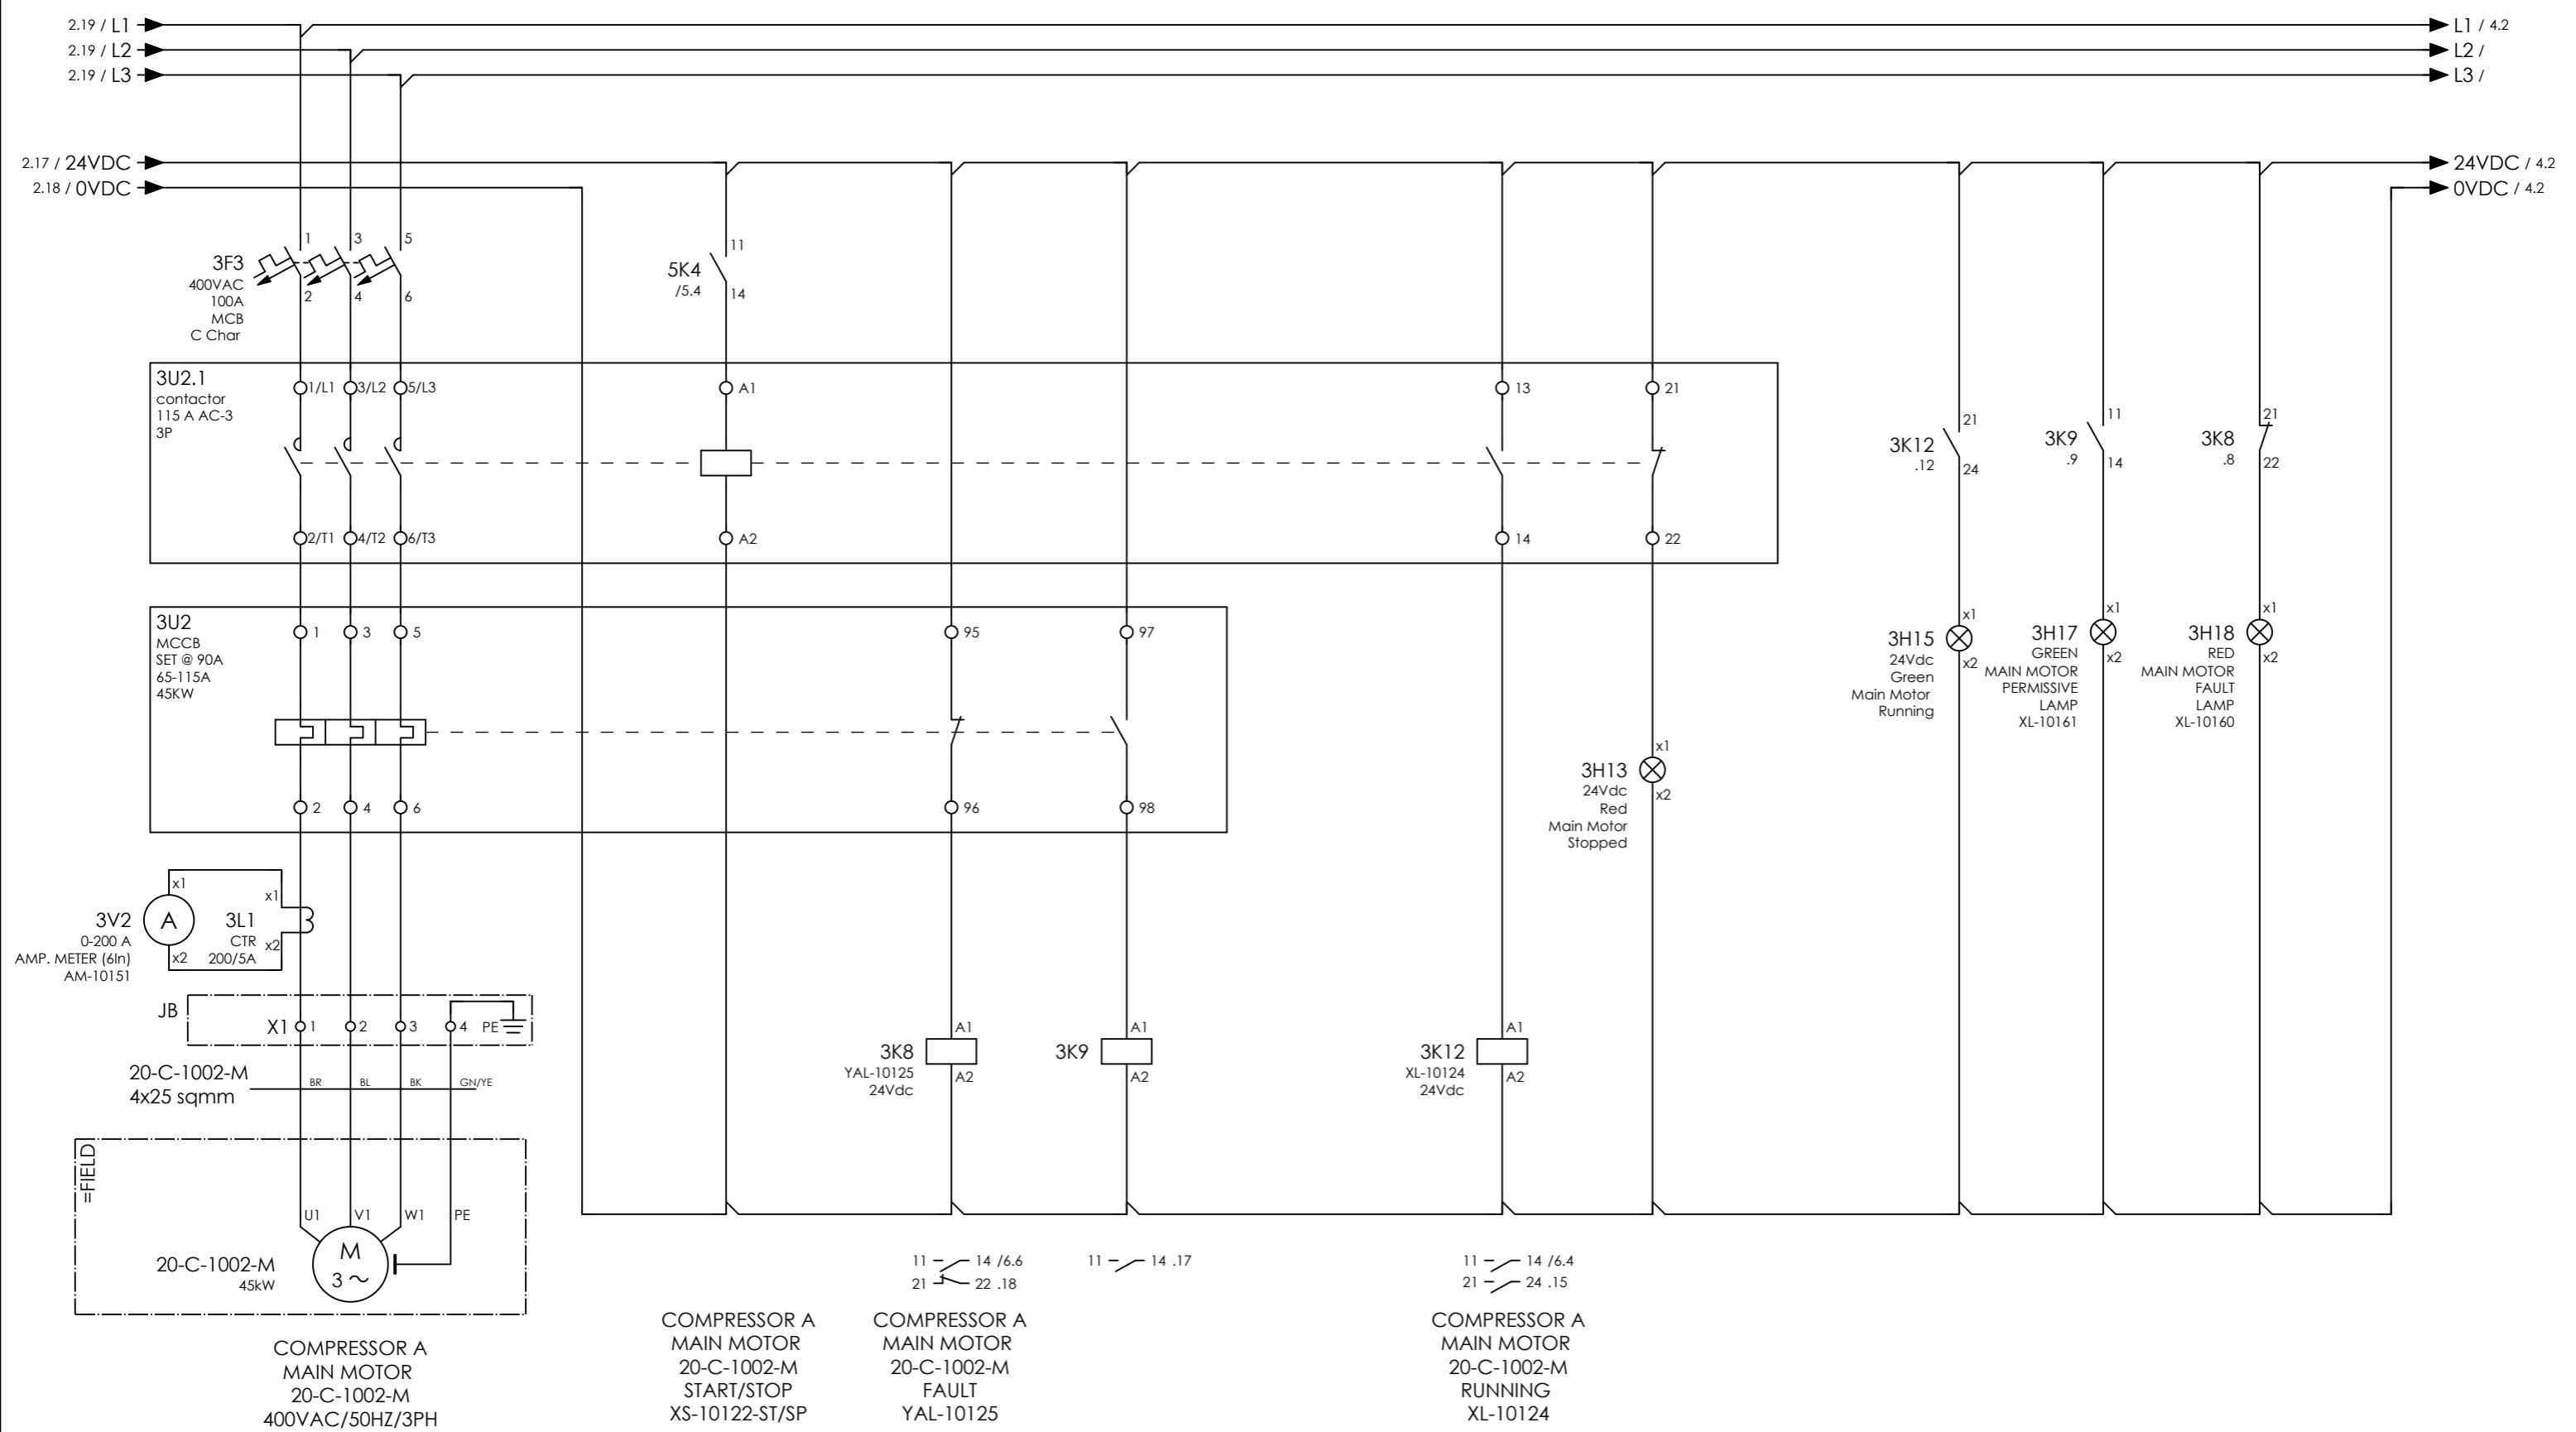 2.19 / L1
L1 / 4.2
2.19 / L2
L2 /
2.19 / L3
L3 /
2.17 / 24VDC
24VDC / 4.2
2.18 / 0VDC
0VDC / 4.2
1 3 5
3F3
400VAC
100A
MCB
C Char
2 4 6
11
5K4
/5.4
14
3U2.1
contactor
115 A AC-3
3P
1/L1 3/L2 5/L3
A1
13
21
2/T1 4/T2 6/T3
A2
14
22
21
3K12
.12
24
11
3K9
.9
14
21
3K8
.8
22
3U2
MCCB
SET @ 90A
65-115A
45KW
1 3 5
95
97
2 4 6
96
98
x1
3H15
24Vdc
Green
Main Motor
Running
x2
x1
3H17
GREEN
MAIN MOTOR
PERMISSIVE
LAMP
XL-10161
x2
x1
3H18
RED
MAIN MOTOR
FAULT
LAMP
XL-10160
x2
x1
3H13
24Vdc
Red
Main Motor
Stopped
x2
x1
A
x2
3V2
0-200 A
AMP. METER (6In)
AM-10151
x1
3L1
CTR
200/5A
x2
JB
X1 1 2 3 4 PE
20-C-1002-M
4x25 sqmm
BR BL BK GN/YE
A1
3K8
YAL-10125
24Vdc
A2
A1
3K9
A2
A1
3K12
XL-10124
24Vdc
A2
=FIELD
U1 V1 W1 PE
M
3
20-C-1002-M
45kW
11 14 /6.6
21 22 .18
11 14 .17
11 14 /6.4
21 24 .15
COMPRESSOR A
MAIN MOTOR
20-C-1002-M
400VAC/50HZ/3PH
COMPRESSOR A
MAIN MOTOR
20-C-1002-M
START/STOP
XS-10122-ST/SP
COMPRESSOR A
MAIN MOTOR
20-C-1002-M
FAULT
YAL-10125
COMPRESSOR A
MAIN MOTOR
20-C-1002-M
RUNNING
XL-10124